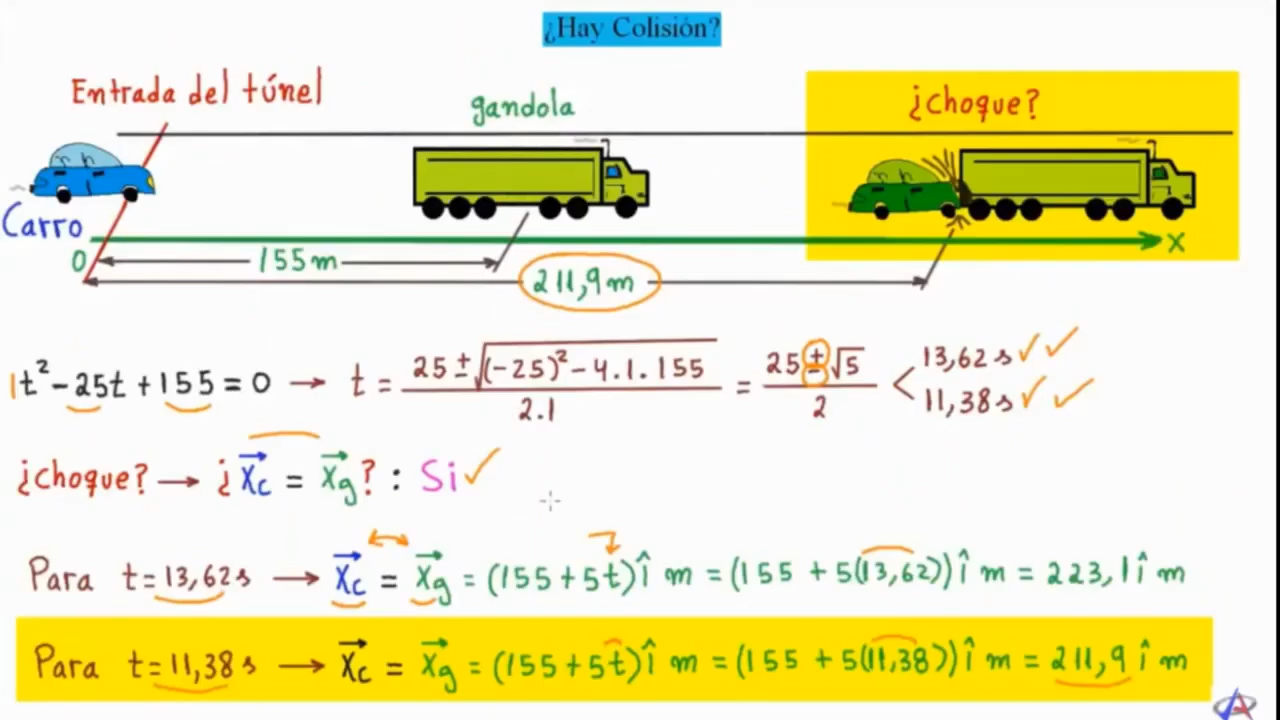 ¿Hay Colisión?
Entrada del túnel
gandola
¿choque?
Carro
0
155 m
x
211,9 m
1t² - 25t + 155 = 0 → t = (25 ± √((-25)² - 4.1.155)) / 2.1 = (25 ± √5) / 2 < 13,62 s ✓ ✓
11,38 s ✓ ✓
¿choque? → ¿x⃗c = x⃗g? : Si ✓
Para t = 13,62 s → x⃗c = x⃗g = (155 + 5t) î m = (155 + 5(13,62)) î m = 223,1 î m
Para t = 11,38 s → x⃗c = x⃗g = (155 + 5t) î m = (155 + 5(11,38)) î m = 211,9 î m